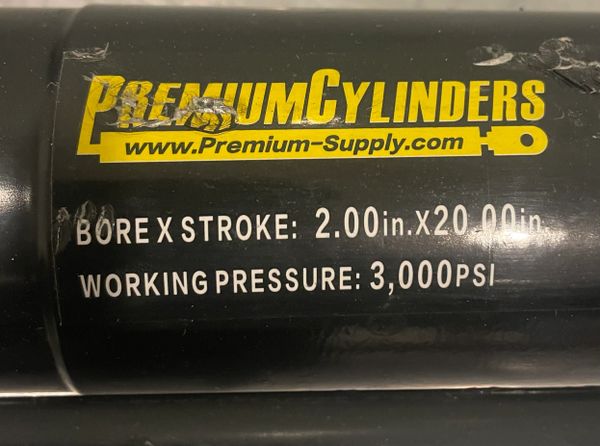 PREMIUMCYLINDERS
www.Premium-Supply.com
BORE X STROKE: 2.00in.X20.00in.
WORKING PRESSURE: 3,000PSI